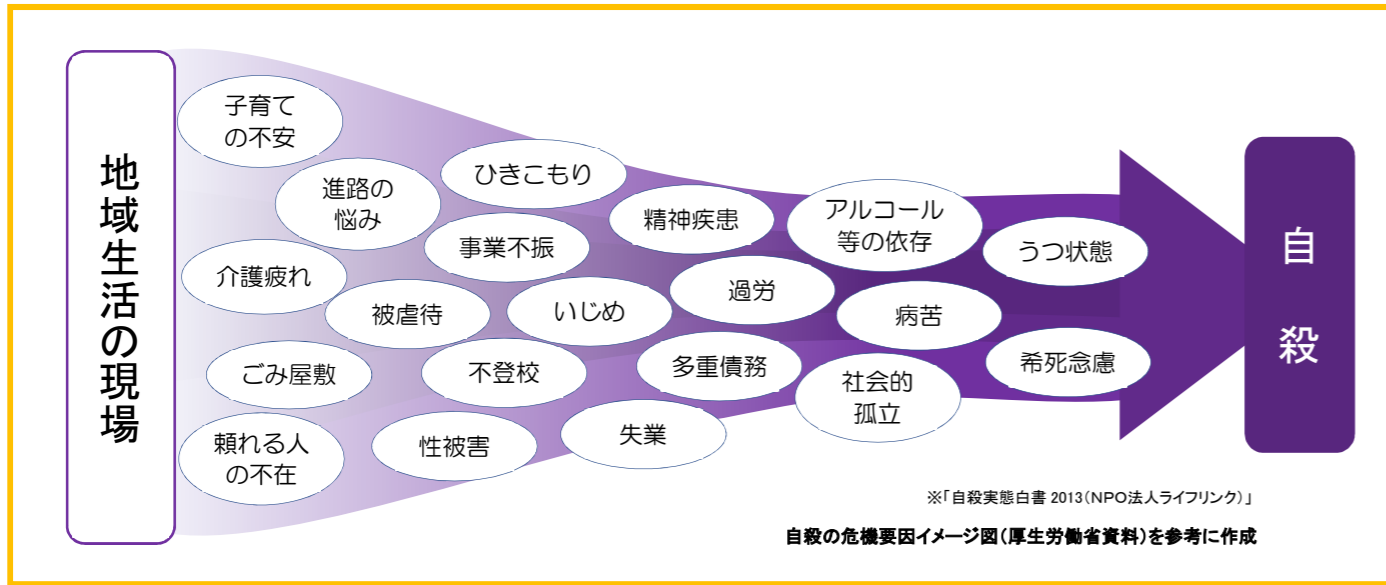 地域生活の現場
子育て
の不安
進路の
悩み
ひきこもり
事業不振
精神疾患
アルコール
等の依存
うつ状態
介護疲れ
被虐待
いじめ
過労
病苦
ごみ屋敷
不登校
多重債務
社会的
孤立
希死念慮
頼れる人
の不在
性被害
失業
自殺
※「自殺実態白書 2013(NPO法人ライフリンク)」
自殺の危機要因イメージ図(厚生労働省資料)を参考に作成